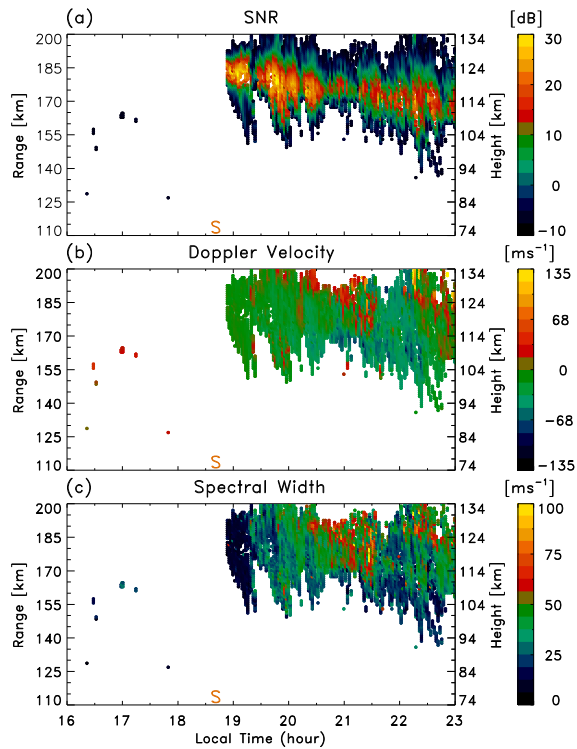 (a) SNR [dB]
200 134 30
185 124
Range [km] 170 114 Height [km] 20
155 104 10
140 94
125 84 0
110 S 74 −10
(b) Doppler Velocity [ms⁻¹]
200 134 135
185 124
Range [km] 170 114 Height [km] 68
155 104 0
140 94
125 84 −68
110 S 74 −135
(c) Spectral Width [ms⁻¹]
200 134 100
185 124
Range [km] 170 114 Height [km] 75
155 104 50
140 94
125 84 25
110 S 74 0
16 17 18 19 20 21 22 23
Local Time (hour)